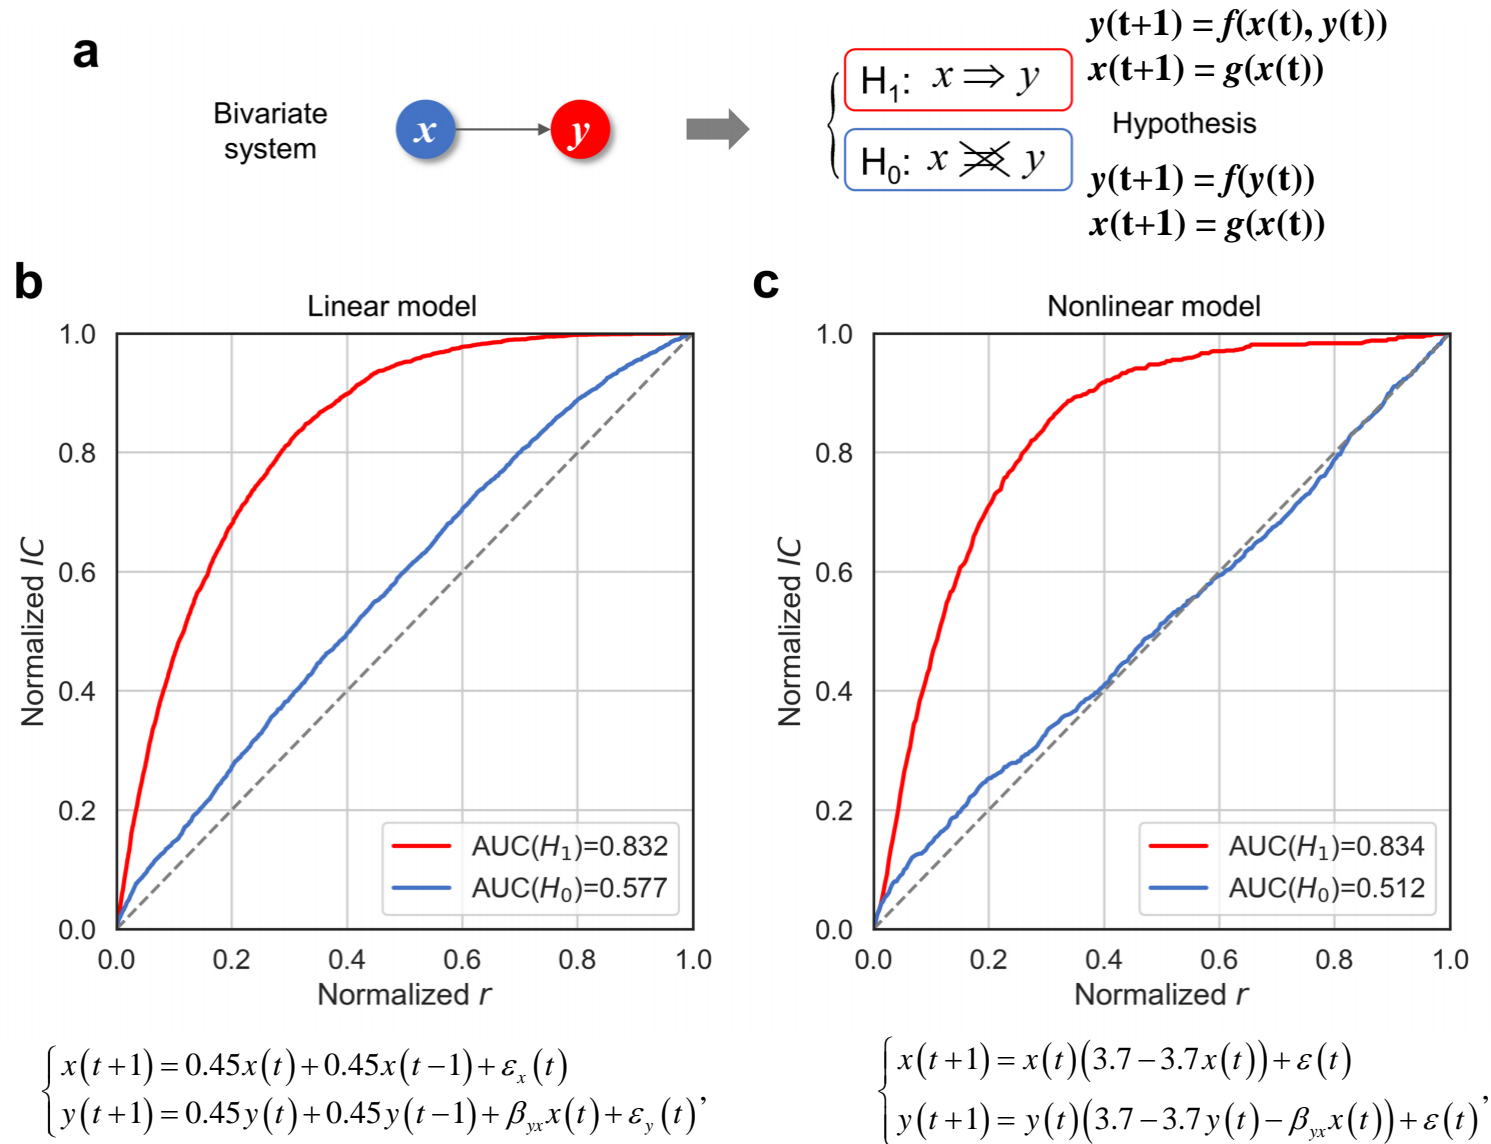 a
Bivariate
system
x
y
H₁: x ⇒ y
H₀: x ⇏ y
y(t+1) = f(x(t), y(t))
x(t+1) = g(x(t))
Hypothesis
y(t+1) = f(y(t))
x(t+1) = g(x(t))
b
Linear model
Normalized IC
1.0
0.8
0.6
0.4
0.2
0.0
AUC(H₁)=0.832
AUC(H₀)=0.577
0.0 0.2 0.4 0.6 0.8 1.0
Normalized r
x(t+1) = 0.45x(t) + 0.45x(t−1) + εₓ(t)
y(t+1) = 0.45y(t) + 0.45y(t−1) + β_{yx}x(t) + ε_y(t),
c
Nonlinear model
Normalized IC
1.0
0.8
0.6
0.4
0.2
0.0
AUC(H₁)=0.834
AUC(H₀)=0.512
0.0 0.2 0.4 0.6 0.8 1.0
Normalized r
x(t+1) = x(t)(3.7−3.7x(t)) + ε(t)
y(t+1) = y(t)(3.7−3.7y(t)−β_{yx}x(t)) + ε(t),